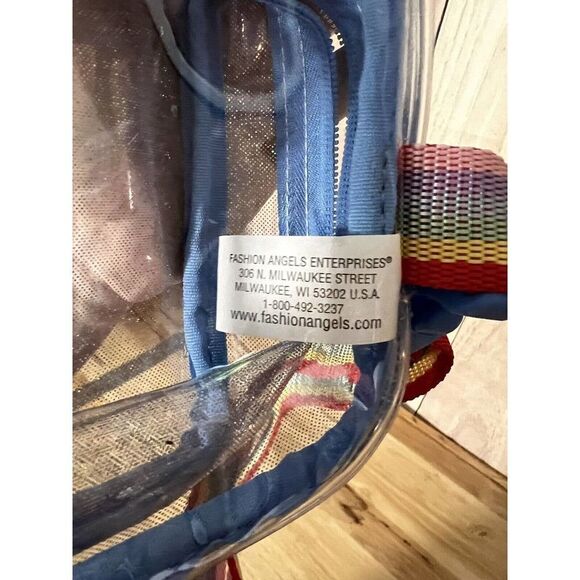 FASHION ANGELS ENTERPRISES®
306 N. MILWAUKEE STREET
MILWAUKEE, WI 53202 U.S.A.
1-800-492-3237
www.fashionangels.com